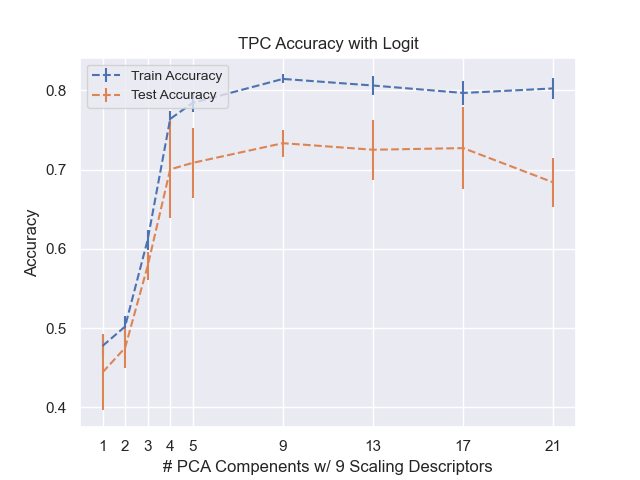 TPC Accuracy with Logit
Train Accuracy
Test Accuracy
Accuracy
0.8
0.7
0.6
0.5
0.4
1 2 3 4 5 9 13 17 21
# PCA Compenents w/ 9 Scaling Descriptors